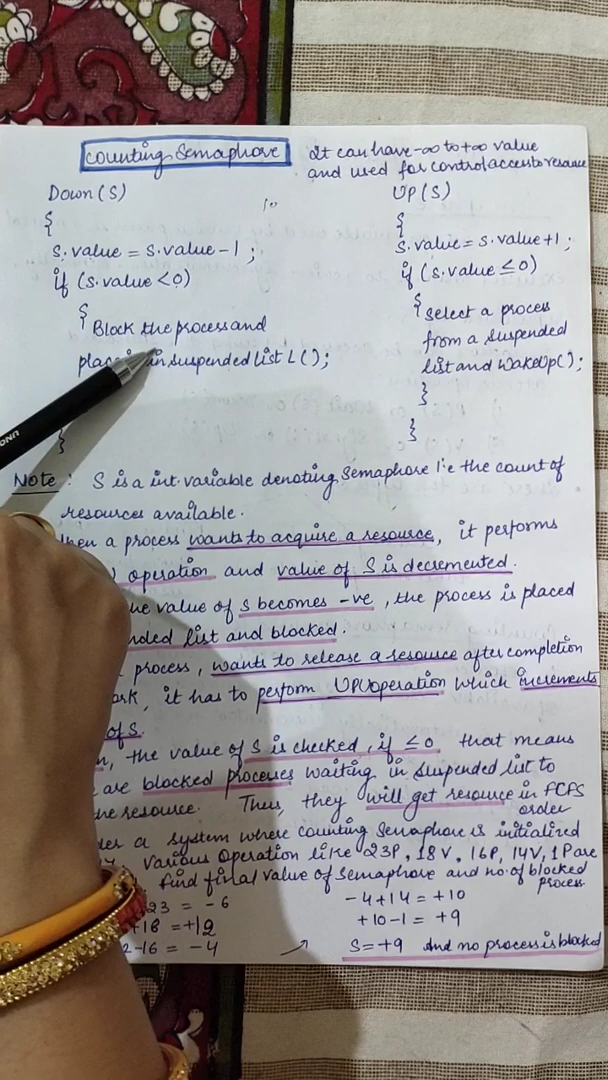 Counting Semaphore
It can have -∞ to +∞ value
and used for control access to resource
Down(S)
{
S.value = S.value - 1 ;
if (S.value < 0)
{
Block the process and
in suspended list L();
}
UP(S)
{
S.value = S.value + 1 ;
if (S.value ≤ 0)
{ select a process
from a suspended
list and wakeup();
}
}
Note : S is a int. variable denoting semaphore i.e the count of
resources available.
a process wants to acquire a resource, it performs
operation and value of S is decremented.
the value of S becomes -ve, the process is placed
list and blocked.
process, wants to release a resource after completion
it has to perform UP() operation which increments
of S.
the value of S is checked, if ≤ 0 that means
are blocked processes waiting in suspended list to
the resource. Thus, they will get resource in FCFS
order
a system where counting semaphore is initialized
Various operation like 23P, 18V, 16P, 14V, 1P are
find final value of semaphore and no. of blocked
process
23 = -6
+18 = +12
2-16 = -4
-4+14 = +10
+10-1 = +9
S = +9 and no process is blocked